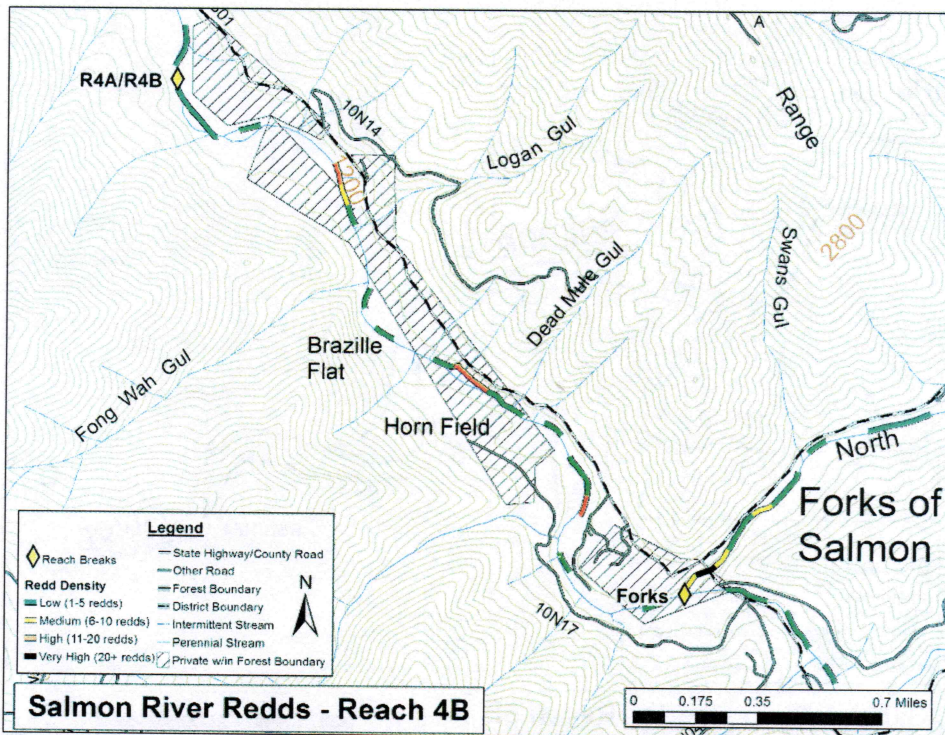 A
R4A/R4B
10N14
Range
Logan Gul
1200
2800
Swans Gul
Dead Mule Gul
Brazille
Flat
Fong Wah Gul
Horn Field
North
Forks of
Salmon
Forks
10N17
Legend
Reach Breaks
Redd Density
Low (1-5 redds)
Medium (6-10 redds)
High (11-20 redds)
Very High (20+ redds)
State Highway/County Road
Other Road
Forest Boundary
District Boundary
Intermittent Stream
Perennial Stream
Private w/in Forest Boundary
N
Salmon River Redds - Reach 4B
0 0.175 0.35 0.7 Miles